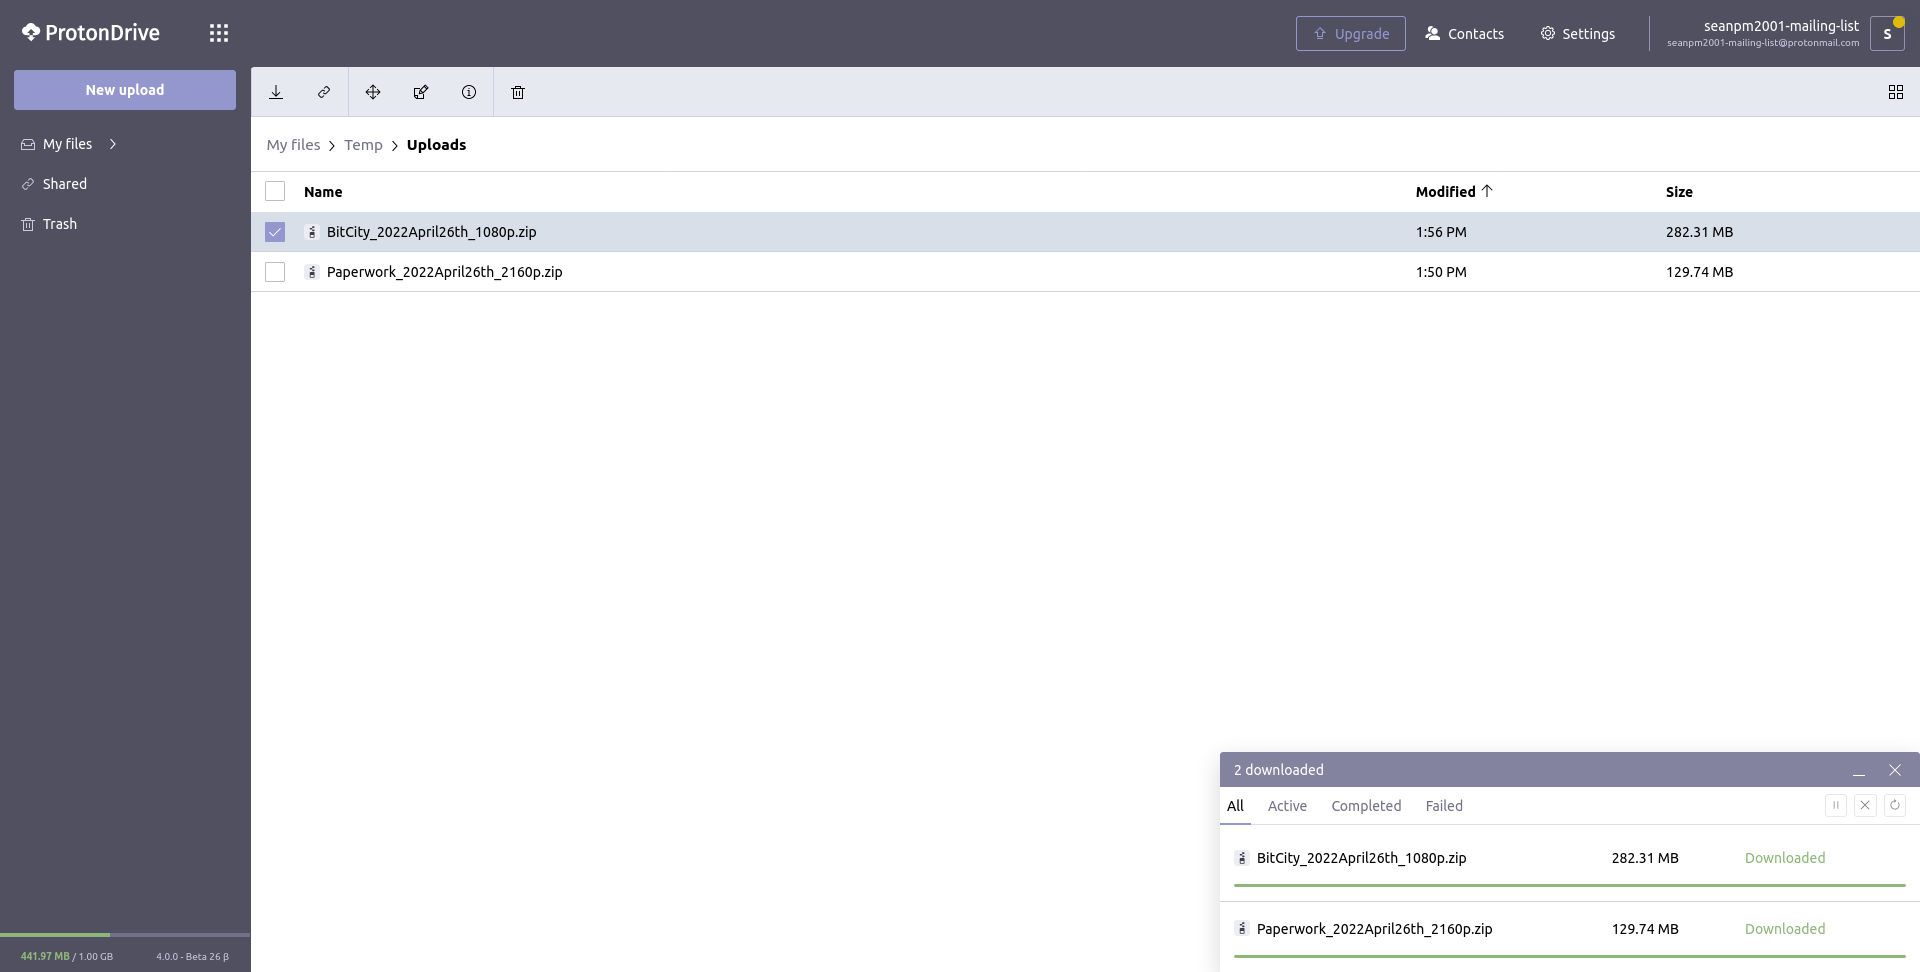 ProtonDrive
Upgrade
Contacts
Settings
seanpm2001-mailing-list
seanpm2001-mailing-list@protonmail.com
S
New upload
My files
Shared
Trash
My files > Temp > Uploads
Name Modified Size
BitCity_2022April26th_1080p.zip 1:56 PM 282.31 MB
Paperwork_2022April26th_2160p.zip 1:50 PM 129.74 MB
2 downloaded
All Active Completed Failed
BitCity_2022April26th_1080p.zip 282.31 MB Downloaded
Paperwork_2022April26th_2160p.zip 129.74 MB Downloaded
441.97 MB / 1.00 GB 4.0.0 - Beta 26 β